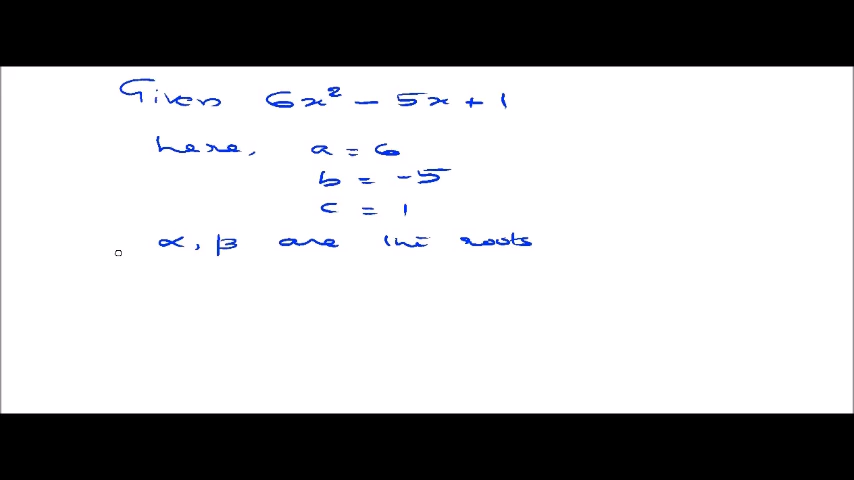 Given 6x² - 5x + 1
here, a = 6
b = -5
c = 1
α, β are the roots